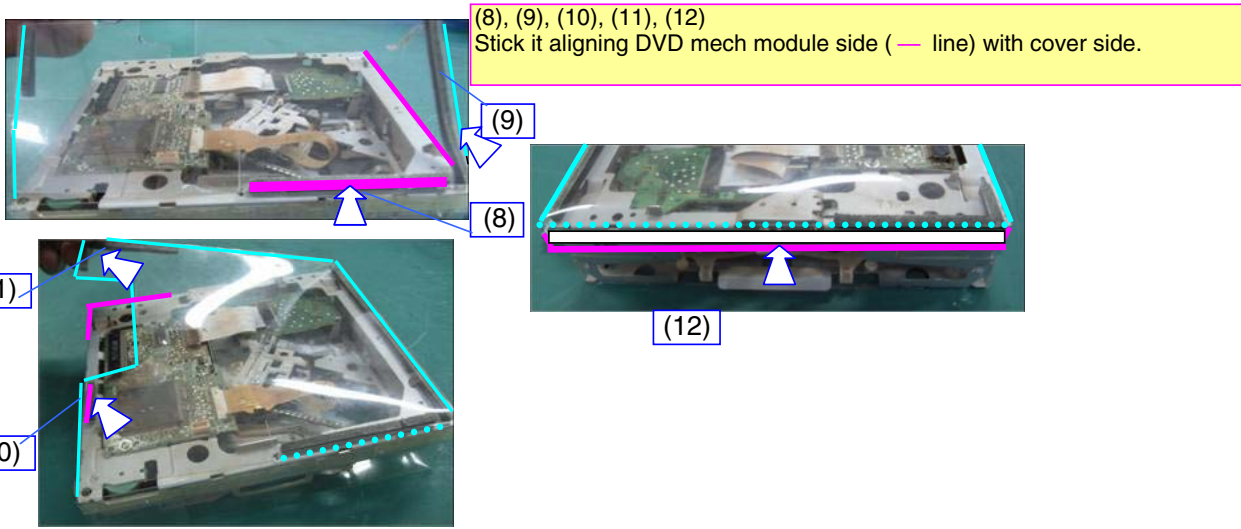 (8), (9), (10), (11), (12)
Stick it aligning DVD mech module side ( — line) with cover side.
(9)
(8)
1)
(12)
0)